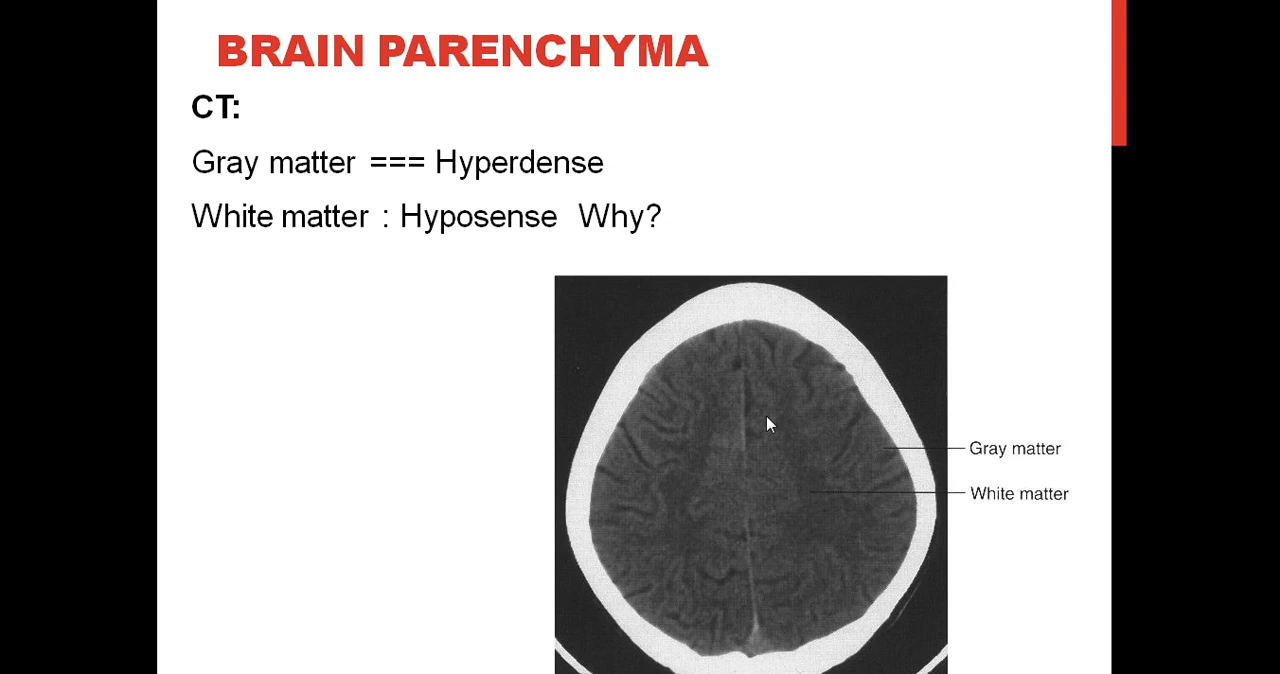 BRAIN PARENCHYMA
CT:
Gray matter === Hyperdense
White matter : Hyposense Why?
Gray matter
White matter